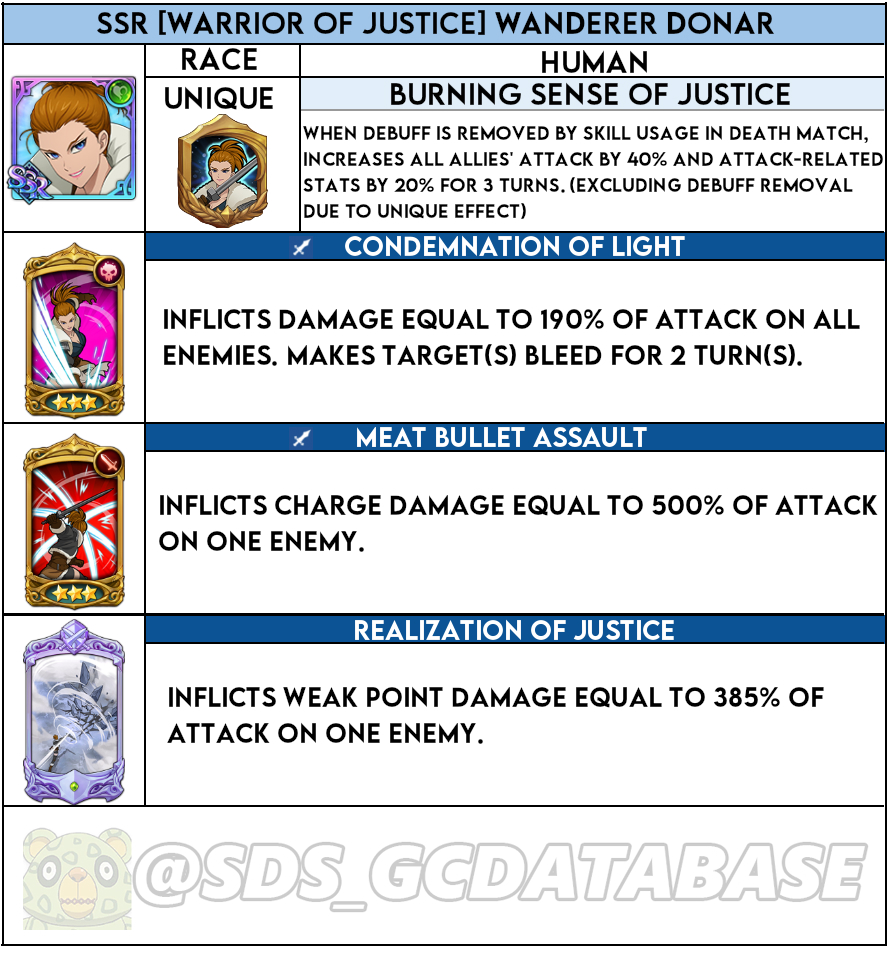 SSR [WARRIOR OF JUSTICE] WANDERER DONAR
RACE
HUMAN
SSR
UNIQUE
BURNING SENSE OF JUSTICE
WHEN DEBUFF IS REMOVED BY SKILL USAGE IN DEATH MATCH,
INCREASES ALL ALLIES' ATTACK BY 40% AND ATTACK-RELATED
STATS BY 20% FOR 3 TURNS. (EXCLUDING DEBUFF REMOVAL
DUE TO UNIQUE EFFECT)
CONDEMNATION OF LIGHT
INFLICTS DAMAGE EQUAL TO 190% OF ATTACK ON ALL
ENEMIES. MAKES TARGET(S) BLEED FOR 2 TURN(S).
MEAT BULLET ASSAULT
INFLICTS CHARGE DAMAGE EQUAL TO 500% OF ATTACK
ON ONE ENEMY.
REALIZATION OF JUSTICE
INFLICTS WEAK POINT DAMAGE EQUAL TO 385% OF
ATTACK ON ONE ENEMY.
@SDS_GCDATABASE